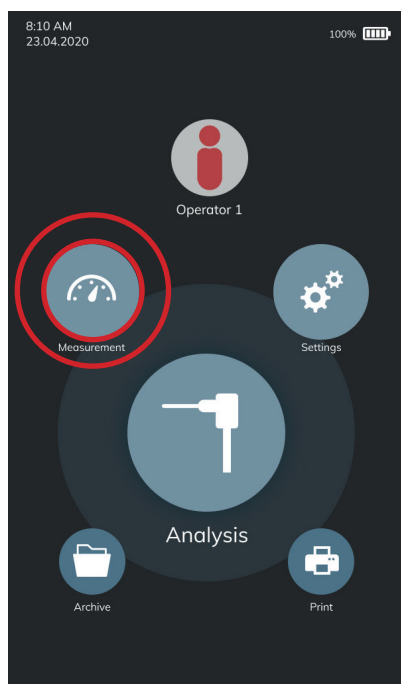 8:10 AM
23.04.2020
100%
Operator 1
Measurement
Settings
Analysis
Archive
Print